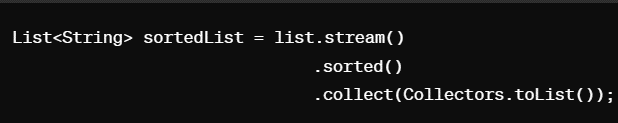 List<String> sortedList = list.stream()
.sorted()
.collect(Collectors.toList());